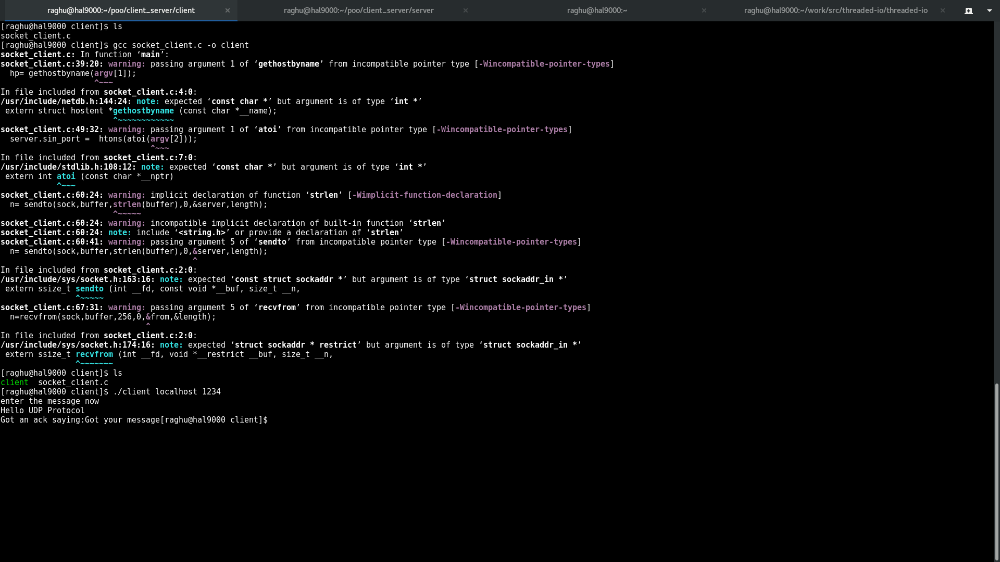 raghu@hal9000:~/poo/client_server/client × raghu@hal9000:~/poo/client_server/server × raghu@hal9000:~ × raghu@hal9000:~/work/src/threaded-io/threaded-io ×
[raghu@hal9000 client]$ ls
socket_client.c
[raghu@hal9000 client]$ gcc socket_client.c -o client
socket_client.c: In function ‘main’:
socket_client.c:39:20: warning: passing argument 1 of ‘gethostbyname’ from incompatible pointer type [-Wincompatible-pointer-types]
  hp= gethostbyname(argv[1]);
                    ^~~~
In file included from socket_client.c:4:0:
/usr/include/netdb.h:144:24: note: expected ‘const char *’ but argument is of type ‘int *’
 extern struct hostent *gethostbyname (const char *__name);
                        ^~~~~~~~~~~~~
socket_client.c:49:32: warning: passing argument 1 of ‘atoi’ from incompatible pointer type [-Wincompatible-pointer-types]
  server.sin_port =  htons(atoi(argv[2]));
                                ^~~~
In file included from socket_client.c:7:0:
/usr/include/stdlib.h:108:12: note: expected ‘const char *’ but argument is of type ‘int *’
 extern int atoi (const char *__nptr)
            ^~~~
socket_client.c:60:24: warning: implicit declaration of function ‘strlen’ [-Wimplicit-function-declaration]
  n= sendto(sock,buffer,strlen(buffer),0,&server,length);
                        ^~~~~~
socket_client.c:60:24: warning: incompatible implicit declaration of built-in function ‘strlen’
socket_client.c:60:24: note: include ‘<string.h>’ or provide a declaration of ‘strlen’
socket_client.c:60:41: warning: passing argument 5 of ‘sendto’ from incompatible pointer type [-Wincompatible-pointer-types]
  n= sendto(sock,buffer,strlen(buffer),0,&server,length);
                                         ^
In file included from socket_client.c:2:0:
/usr/include/sys/socket.h:163:16: note: expected ‘const struct sockaddr *’ but argument is of type ‘struct sockaddr_in *’
 extern ssize_t sendto (int __fd, const void *__buf, size_t __n,
                ^~~~~~
socket_client.c:67:31: warning: passing argument 5 of ‘recvfrom’ from incompatible pointer type [-Wincompatible-pointer-types]
  n=recvfrom(sock,buffer,256,0,&from,&length);
                               ^
In file included from socket_client.c:2:0:
/usr/include/sys/socket.h:174:16: note: expected ‘struct sockaddr * restrict’ but argument is of type ‘struct sockaddr_in *’
 extern ssize_t recvfrom (int __fd, void *__restrict __buf, size_t __n,
                ^~~~~~~~
[raghu@hal9000 client]$ ls
client  socket_client.c
[raghu@hal9000 client]$ ./client localhost 1234
enter the message now
Hello UDP Protocol
Got an ack saying:Got your message[raghu@hal9000 client]$